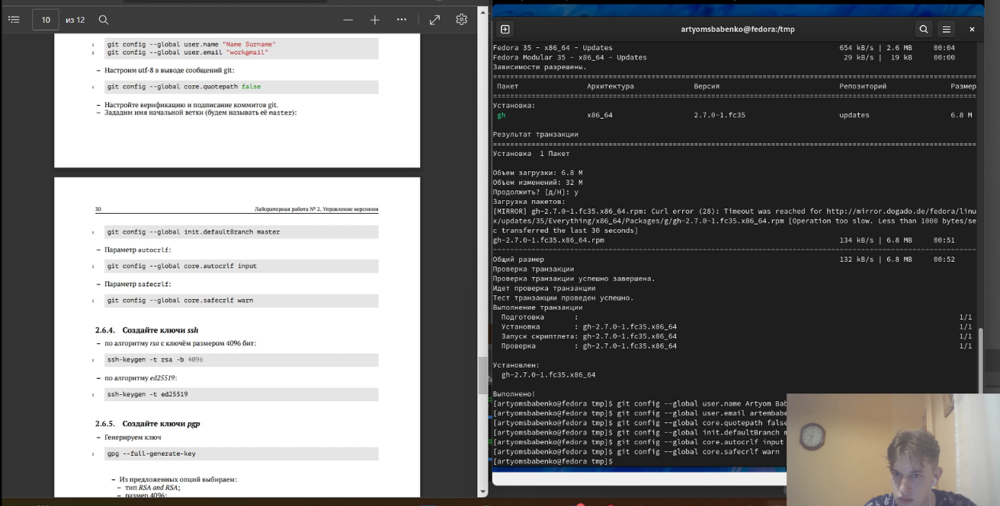 10 из 12
1 git config --global user.name "Name Surname"
2 git config --global user.email "work@mail"
– Настроим utf-8 в выводе сообщений git:
1 git config --global core.quotepath false
– Настройте верификацию и подписание коммитов git.
– Зададим имя начальной ветки (будем называть её master):
30 Лабораторная работа № 2. Управление версиями
1 git config --global init.defaultBranch master
– Параметр autocrlf:
1 git config --global core.autocrlf input
– Параметр safecrlf:
1 git config --global core.safecrlf warn
2.6.4. Создайте ключи ssh
– по алгоритму rsa с ключём размером 4096 бит:
1 ssh-keygen -t rsa -b 4096
– по алгоритму ed25519:
1 ssh-keygen -t ed25519
2.6.5. Создайте ключи pgp
– Генерируем ключ
1 gpg --full-generate-key
– Из предложенных опций выбираем:
– тип RSA and RSA;
– размер 4096;
artyomsbabenko@fedora:/tmp
Fedora 35 - x86_64 - Updates 654 kB/s | 2.6 MB 00:04
Fedora Modular 35 - x86_64 - Updates 29 kB/s | 19 kB 00:00
Зависимости разрешены.
Пакет Архитектура Версия Репозиторий Размер
Установка:
gh x86_64 2.7.0-1.fc35 updates 6.8 M
Результат транзакции
Установка 1 Пакет
Объем загрузки: 6.8 M
Объем изменений: 32 M
Продолжить? [д/Н]: y
Загрузка пакетов:
[MIRROR] gh-2.7.0-1.fc35.x86_64.rpm: Curl error (28): Timeout was reached for http://mirror.dogado.de/fedora/linu
x/updates/35/Everything/x86_64/Packages/g/gh-2.7.0-1.fc35.x86_64.rpm [Operation too slow. Less than 1000 bytes/se
c transferred the last 30 seconds]
gh-2.7.0-1.fc35.x86_64.rpm 134 kB/s | 6.8 MB 00:51
Общий размер 132 kB/s | 6.8 MB 00:52
Проверка транзакции
Проверка транзакции успешно завершена.
Идет проверка транзакции
Тест транзакции проведен успешно.
Выполнение транзакции
Подготовка : 1/1
Установка : gh-2.7.0-1.fc35.x86_64 1/1
Запуск скриптлета: gh-2.7.0-1.fc35.x86_64 1/1
Проверка : gh-2.7.0-1.fc35.x86_64 1/1
Установлен:
gh-2.7.0-1.fc35.x86_64
Выполнено!
[artyomsbabenko@fedora tmp]$ git config --global user.name Artyom Bab
[artyomsbabenko@fedora tmp]$ git config --global user.email artembabe
[artyomsbabenko@fedora tmp]$ git config --global core.quotepath false
[artyomsbabenko@fedora tmp]$ git config --global init.defaultBranch m
[artyomsbabenko@fedora tmp]$ git config --global core.autocrlf input
[artyomsbabenko@fedora tmp]$ git config --global core.safecrlf warn
[artyomsbabenko@fedora tmp]$